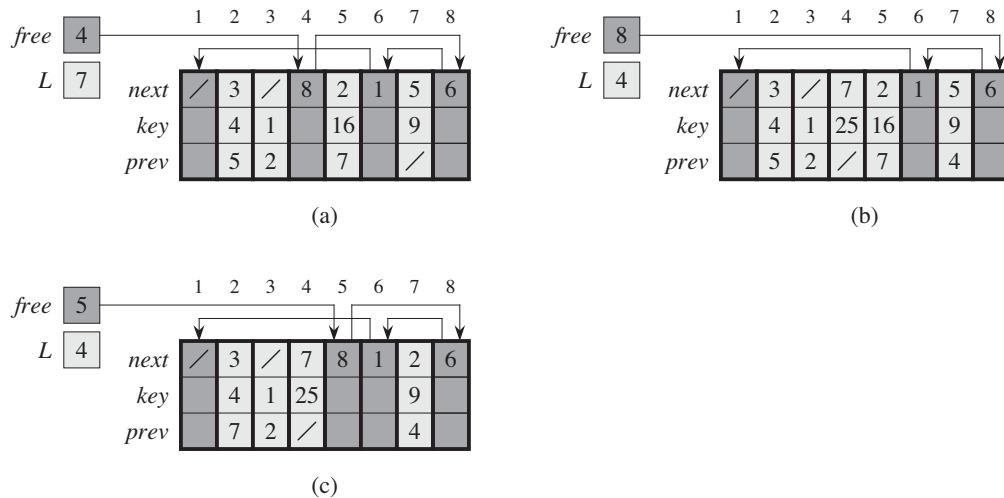 1 2 3 4 5 6 7 8
free 4
L 7
next / 3 / 8 2 1 5 6
key 4 1 16 9
prev 5 2 7 /
(a)
1 2 3 4 5 6 7 8
free 8
L 4
next / 3 / 7 2 1 5 6
key 4 1 25 16 9
prev 5 2 / 7 4
(b)
1 2 3 4 5 6 7 8
free 5
L 4
next / 3 / 7 8 1 2 6
key 4 1 25 9
prev 7 2 / 4
(c)